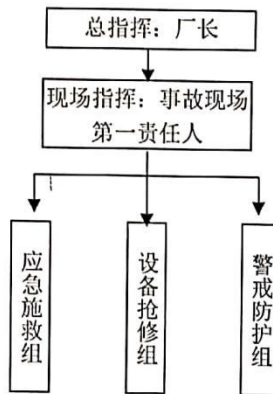 总指挥：厂长
现场指挥：事故现场
第一责任人
应急施救组
设备抢修组
警戒防护组